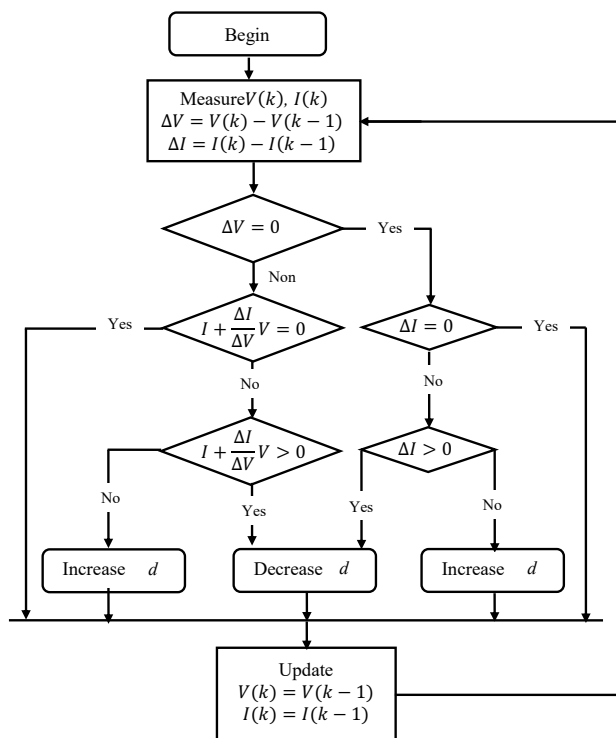 Begin
MeasureV(k), I(k)
ΔV = V(k) − V(k − 1)
ΔI = I(k) − I(k − 1)
ΔV = 0
Yes
Non
Yes
I + ΔI/ΔV V = 0
ΔI = 0
Yes
No
No
I + ΔI/ΔV V > 0
ΔI > 0
No
Yes
Yes
No
Increase d
Decrease d
Increase d
Update
V(k) = V(k − 1)
I(k) = I(k − 1)